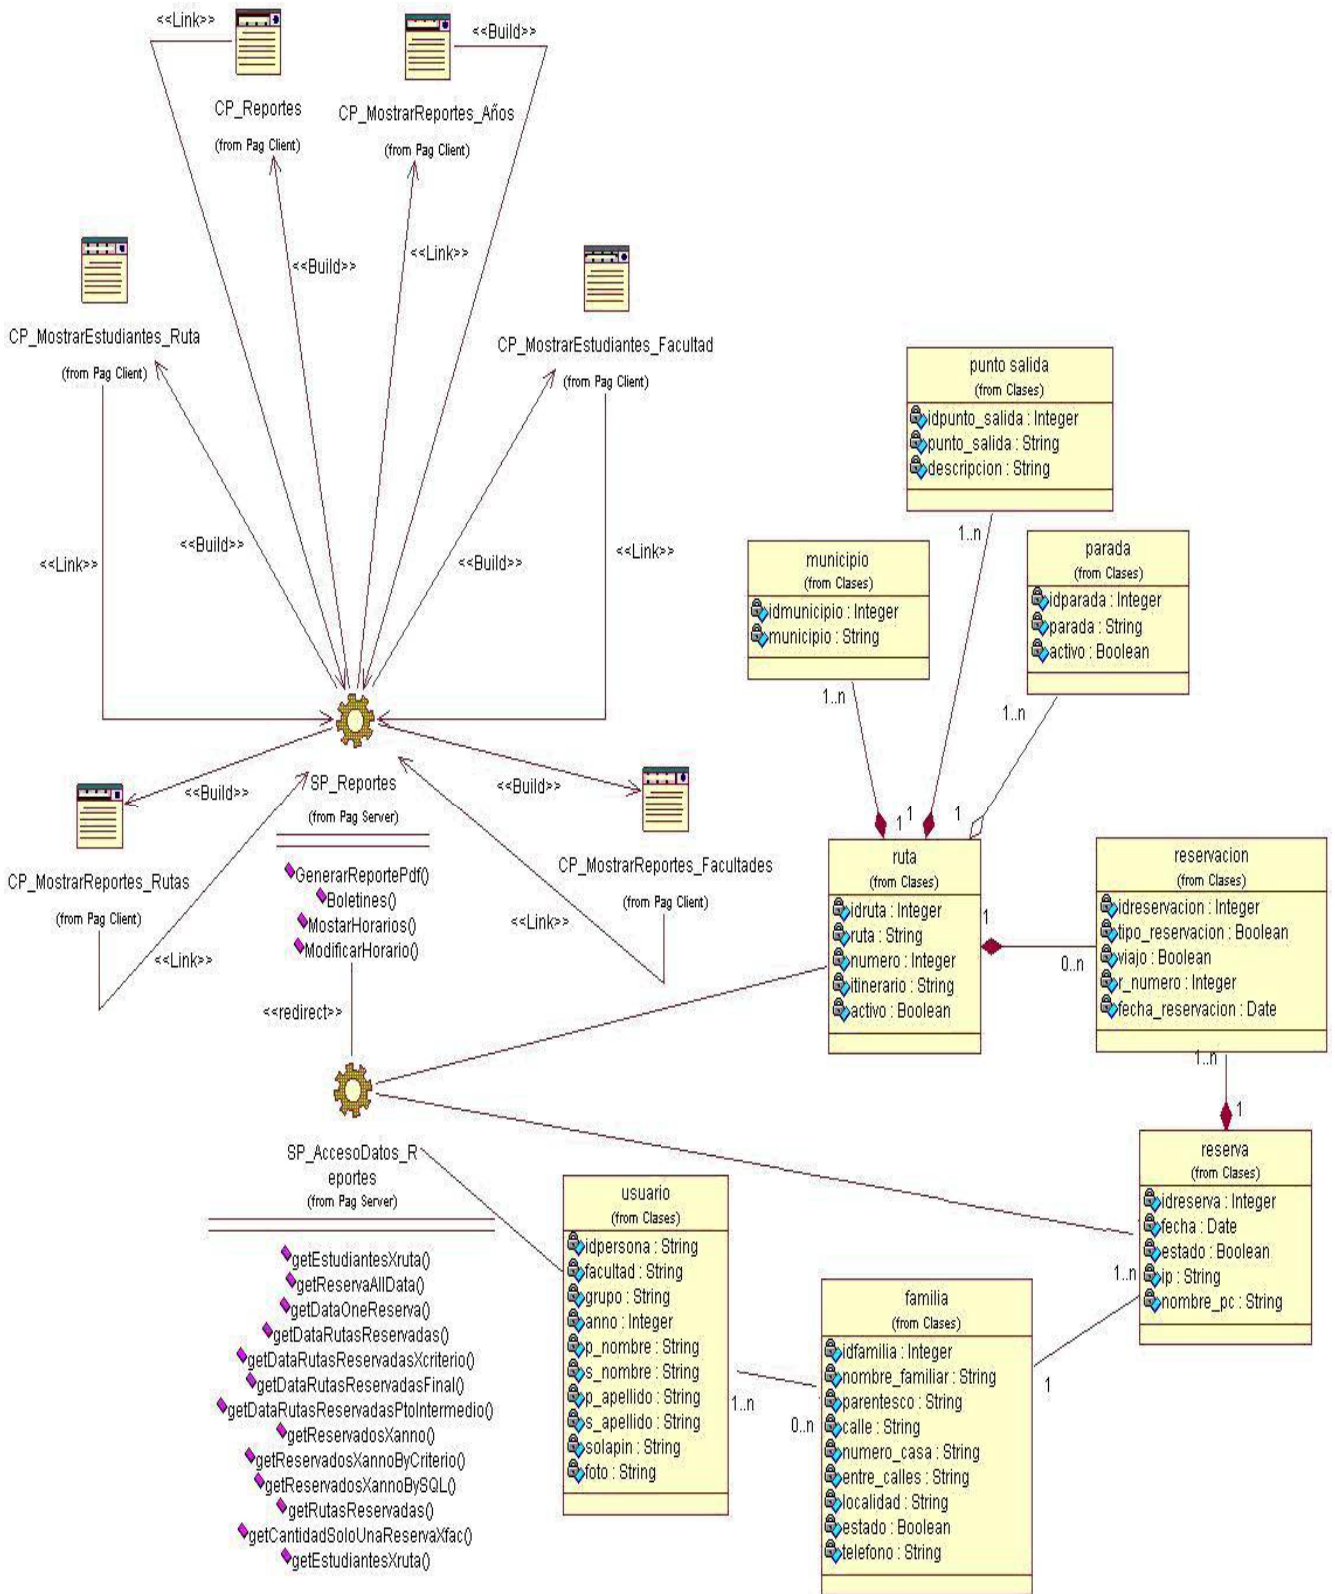 <<Link>>
<<Build>>
CP_Reportes
(from Pag Client)
CP_MostrarReportes_Años
(from Pag Client)
<<Build>>
<<Link>>
CP_MostrarEstudiantes_Ruta
(from Pag Client)
CP_MostrarEstudiantes_Facultad
(from Pag Client)
<<Link>>
<<Build>>
<<Build>>
<<Link>>
punto salida
(from Clases)
idpunto_salida : Integer
punto_salida : String
descripcion : String
1..n
municipio
(from Clases)
idmunicipio : Integer
municipio : String
1..n
parada
(from Clases)
idparada : Integer
parada : String
activo : Boolean
1..n
<<Build>>
<<Build>>
SP_Reportes
(from Pag Server)
GenerarReportePdf()
Boletines()
MostarHorarios()
ModificarHorario()
CP_MostrarReportes_Rutas
(from Pag Client)
<<Link>>
CP_MostrarReportes_Facultades
(from Pag Client)
<<Link>>
<<redirect>>
1
1
1
ruta
(from Clases)
idruta : Integer
ruta : String
numero : Integer
itinerario : String
activo : Boolean
1
0..n
reservacion
(from Clases)
idreservacion : Integer
tipo_reservacion : Boolean
viajo : Boolean
r_numero : Integer
fecha_reservacion : Date
1..n
1
reserva
(from Clases)
idreserva : Integer
fecha : Date
estado : Boolean
ip : String
nombre_pc : String
1..n
SP_AccesoDatos_R
eportes
(from Pag Server)
getEstudiantesXruta()
getReservaAllData()
getDataOneReserva()
getDataRutasReservadas()
getDataRutasReservadasXcriterio()
getDataRutasReservadasFinal()
getDataRutasReservadasPtoIntermedio()
getReservadosXanno()
getReservadosXannoByCriterio()
getReservadosXannoBySQL()
getRutasReservadas()
getCantidadSoloUnaReservaXfac()
getEstudiantesXruta()
usuario
(from Clases)
idpersona : String
facultad : String
grupo : String
anno : Integer
p_nombre : String
s_nombre : String
p_apellido : String
s_apellido : String
solapin : String
foto : String
1..n
0..n
familia
(from Clases)
idfamilia : Integer
nombre_familiar : String
parentesco : String
calle : String
numero_casa : String
entre_calles : String
localidad : String
estado : Boolean
telefono : String
1